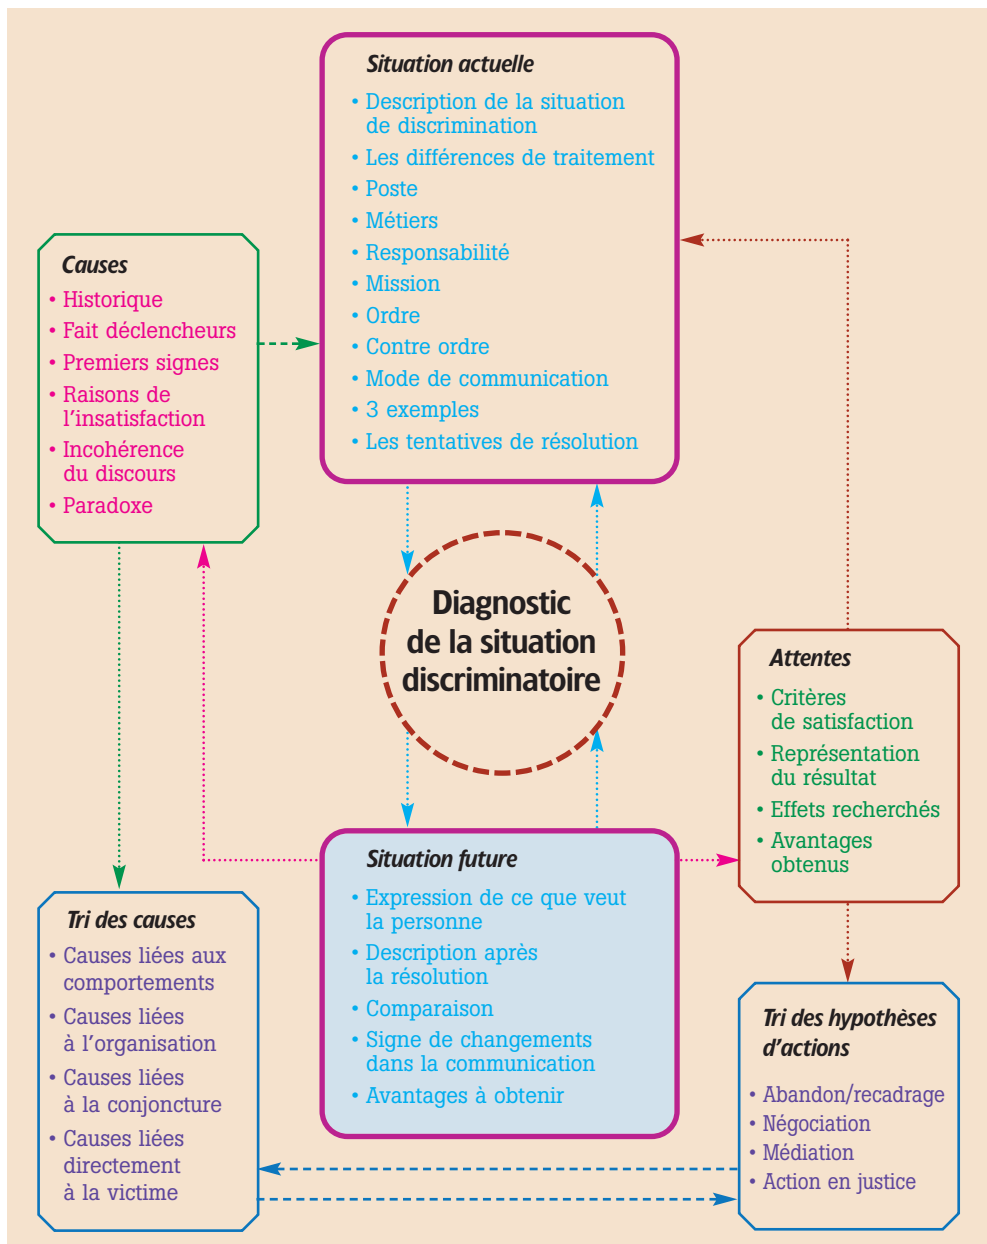 Situation actuelle
• Description de la situation
de discrimination
• Les différences de traitement
• Poste
• Métiers
• Responsabilité
• Mission
• Ordre
• Contre ordre
• Mode de communication
• 3 exemples
• Les tentatives de résolution
Causes
• Historique
• Fait déclencheurs
• Premiers signes
• Raisons de
l'insatisfaction
• Incohérence
du discours
• Paradoxe
Diagnostic
de la situation
discriminatoire
Attentes
• Critères
de satisfaction
• Représentation
du résultat
• Effets recherchés
• Avantages
obtenus
Situation future
• Expression de ce que veut
la personne
• Description après
la résolution
• Comparaison
• Signe de changements
dans la communication
• Avantages à obtenir
Tri des causes
• Causes liées aux
comportements
• Causes liées
à l'organisation
• Causes liées
à la conjoncture
• Causes liées
directement
à la victime
Tri des hypothèses
d'actions
• Abandon/recadrage
• Négociation
• Médiation
• Action en justice